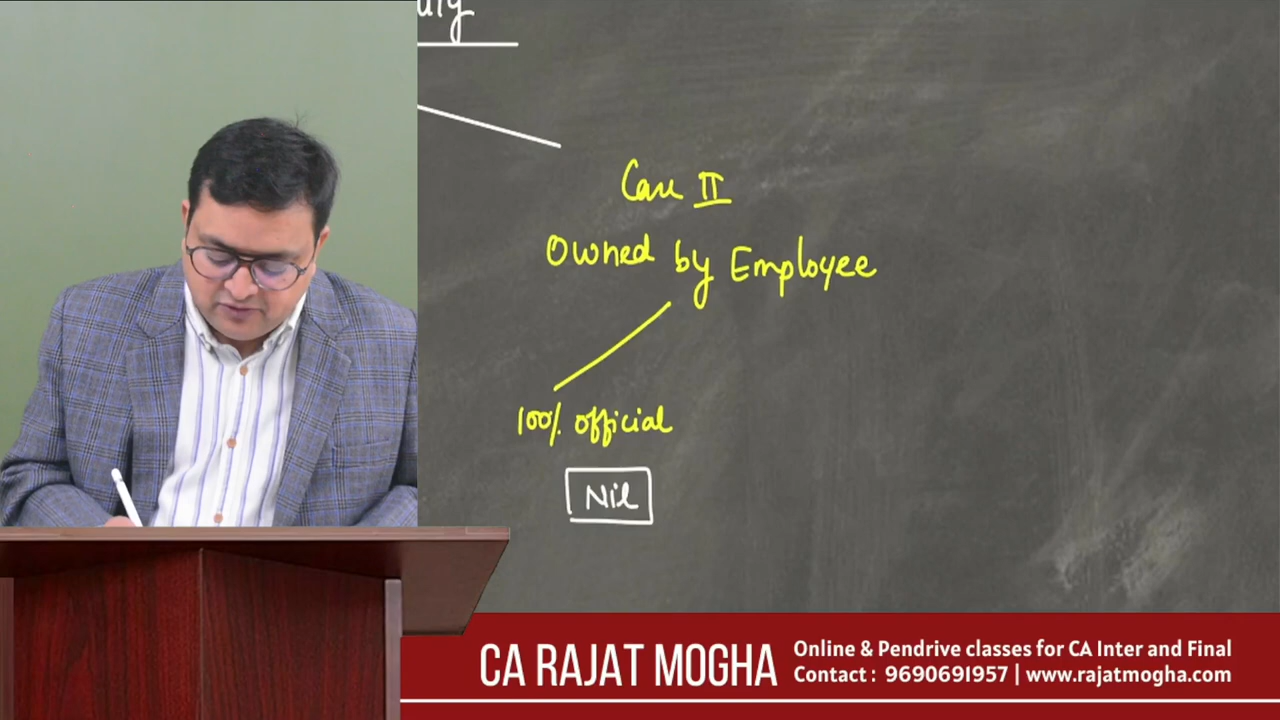 Case II
Owned by Employee
100% official
Nil
CA RAJAT MOGHA
Online & Pendrive classes for CA Inter and Final
Contact : 9690691957 | www.rajatmogha.com